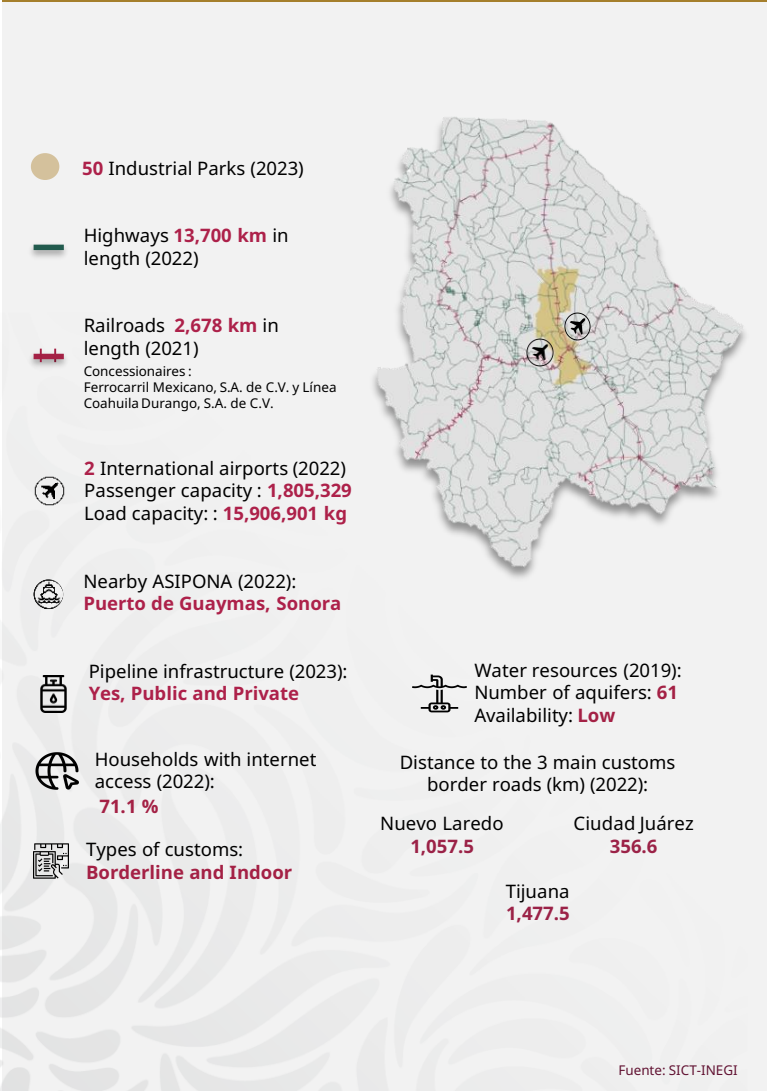 50 Industrial Parks (2023)
Highways 13,700 km in
length (2022)
Railroads 2,678 km in
length (2021)
Concessionaires :
Ferrocarril Mexicano, S.A. de C.V. y Línea
Coahuila Durango, S.A. de C.V.
2 International airports (2022)
Passenger capacity : 1,805,329
Load capacity: : 15,906,901 kg
Nearby ASIPONA (2022):
Puerto de Guaymas, Sonora
Pipeline infrastructure (2023):
Yes, Public and Private
Households with internet
access (2022):
71.1 %
Types of customs:
Borderline and Indoor
Water resources (2019):
Number of aquifers: 61
Availability: Low
Distance to the 3 main customs
border roads (km) (2022):
Nuevo Laredo
1,057.5
Ciudad Juárez
356.6
Tijuana
1,477.5
Fuente: SICT-INEGI